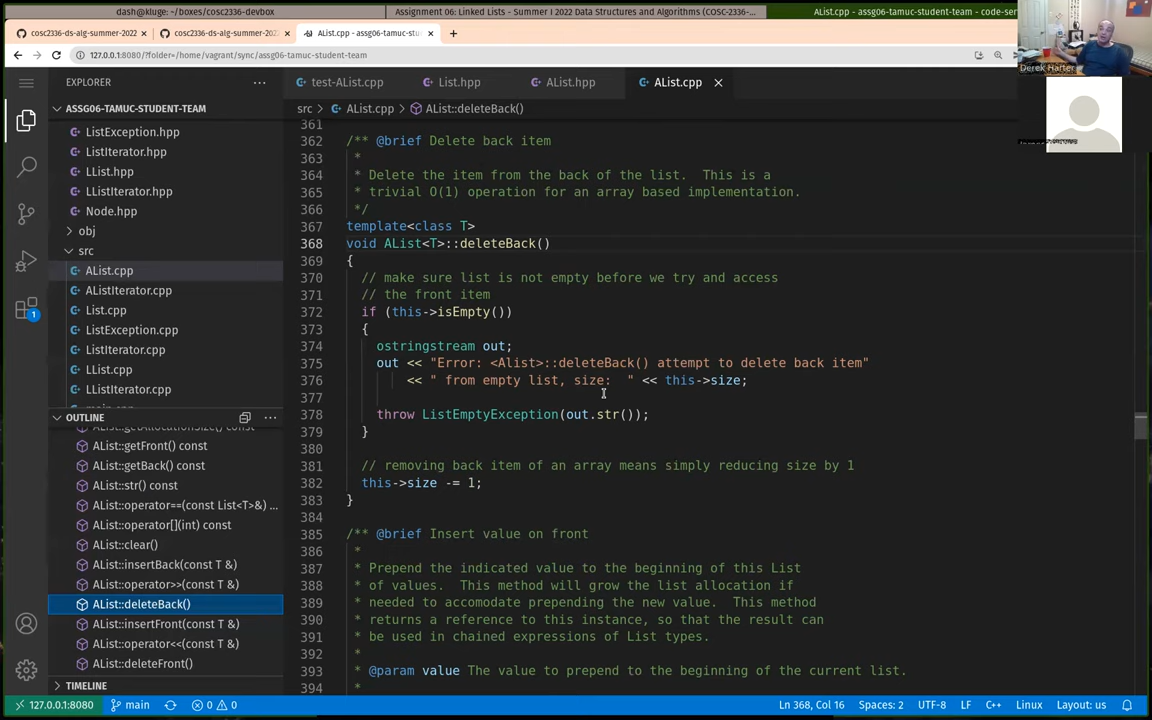 dash@kluge: ~/boxes/cosc2336-devbox
Assignment 06: Linked Lists - Summer I 2022 Data Structures and Algorithms (COSC-2336-...
AList.cpp - assg06-tamuc-student-team - code-ser
cosc2336-ds-alg-summer-2022
cosc2336-ds-alg-summer-202
AList.cpp - assg06-tamuc-stu
127.0.0.1:8080/?folder=/home/vagrant/sync/assg06-tamuc-student-team
Derek Harter
EXPLORER
test-AList.cpp
List.hpp
AList.hpp
AList.cpp
ASSG06-TAMUC-STUDENT-TEAM
src > AList.cpp > AList::deleteBack()
ListException.hpp
ListIterator.hpp
LList.hpp
LListIterator.hpp
Node.hpp
obj
src
AList.cpp
AListIterator.cpp
List.cpp
ListException.cpp
ListIterator.cpp
LList.cpp
LListIterator.cpp
main.cpp
1
OUTLINE
AList::getAllocationSize() const
AList::getFront() const
AList::getBack() const
AList::str() const
AList::operator==(const List<T>&) ...
AList::operator[](int) const
AList::clear()
AList::insertBack(const T &)
AList::operator>>(const T &)
AList::deleteBack()
AList::insertFront(const T &)
AList::operator<<(const T &)
AList::deleteFront()
TIMELINE
361
362 /** @brief Delete back item
363 *
364 * Delete the item from the back of the list.  This is a
365 * trivial O(1) operation for an array based implementation.
366 */
367 template<class T>
368 void AList<T>::deleteBack()
369 {
370 // make sure list is not empty before we try and access
371 // the front item
372 if (this->isEmpty())
373 {
374 ostringstream out;
375 out << "Error: <Alist>::deleteBack() attempt to delete back item"
376 << " from empty list, size:  " << this->size;
377
378 throw ListEmptyException(out.str());
379 }
380
381 // removing back item of an array means simply reducing size by 1
382 this->size -= 1;
383 }
384
385 /** @brief Insert value on front
386 *
387 * Prepend the indicated value to the beginning of this List
388 * of values.  This method will grow the list allocation if
389 * needed to accomodate prepending the new value.  This method
390 * returns a reference to this instance, so that the result can
391 * be used in chained expressions of List types.
392 *
393 * @param value The value to prepend to the beginning of the current list.
394 *
127.0.0.1:8080
main
0 0
Ln 368, Col 16
Spaces: 2
UTF-8
LF
C++
Linux
Layout: us